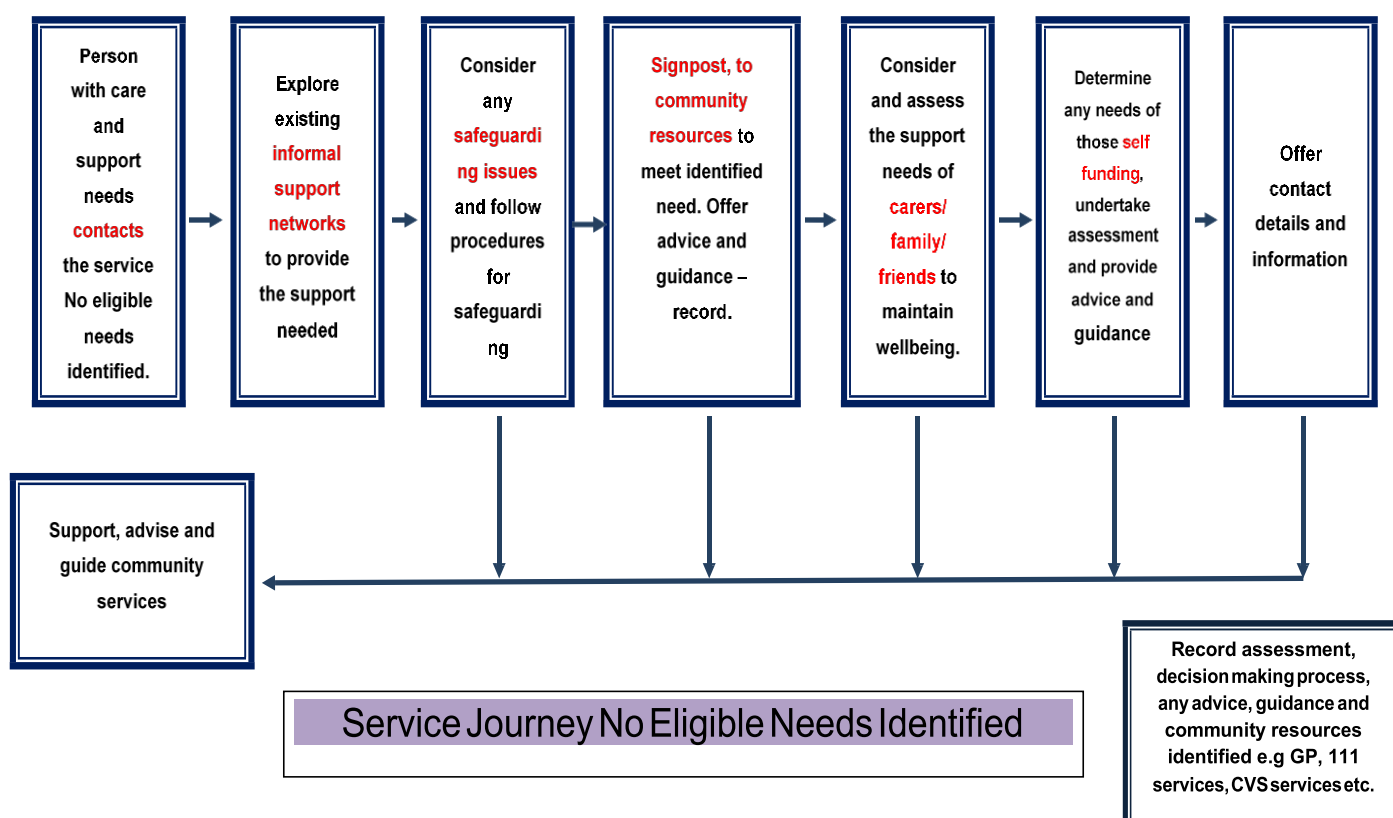 Person
with care
and
support
needs
contacts
the service
No eligible
needs
identified.
Explore
existing
informal
support
networks
to provide
the support
needed
Consider
any
safeguardi
ng issues
and follow
procedures
for
safeguardi
ng
Signpost, to
community
resources to
meet identified
need. Offer
advice and
guidance –
record.
Consider
and assess
the support
needs of
carers/
family/
friends to
maintain
wellbeing.
Determine
any needs of
those self
funding,
undertake
assessment
and provide
advice and
guidance
Offer
contact
details and
information
Support, advise and
guide community
services
Service Journey No Eligible Needs Identified
Record assessment,
decision making process,
any advice, guidance and
community resources
identified e.g GP, 111
services, CVS services etc.